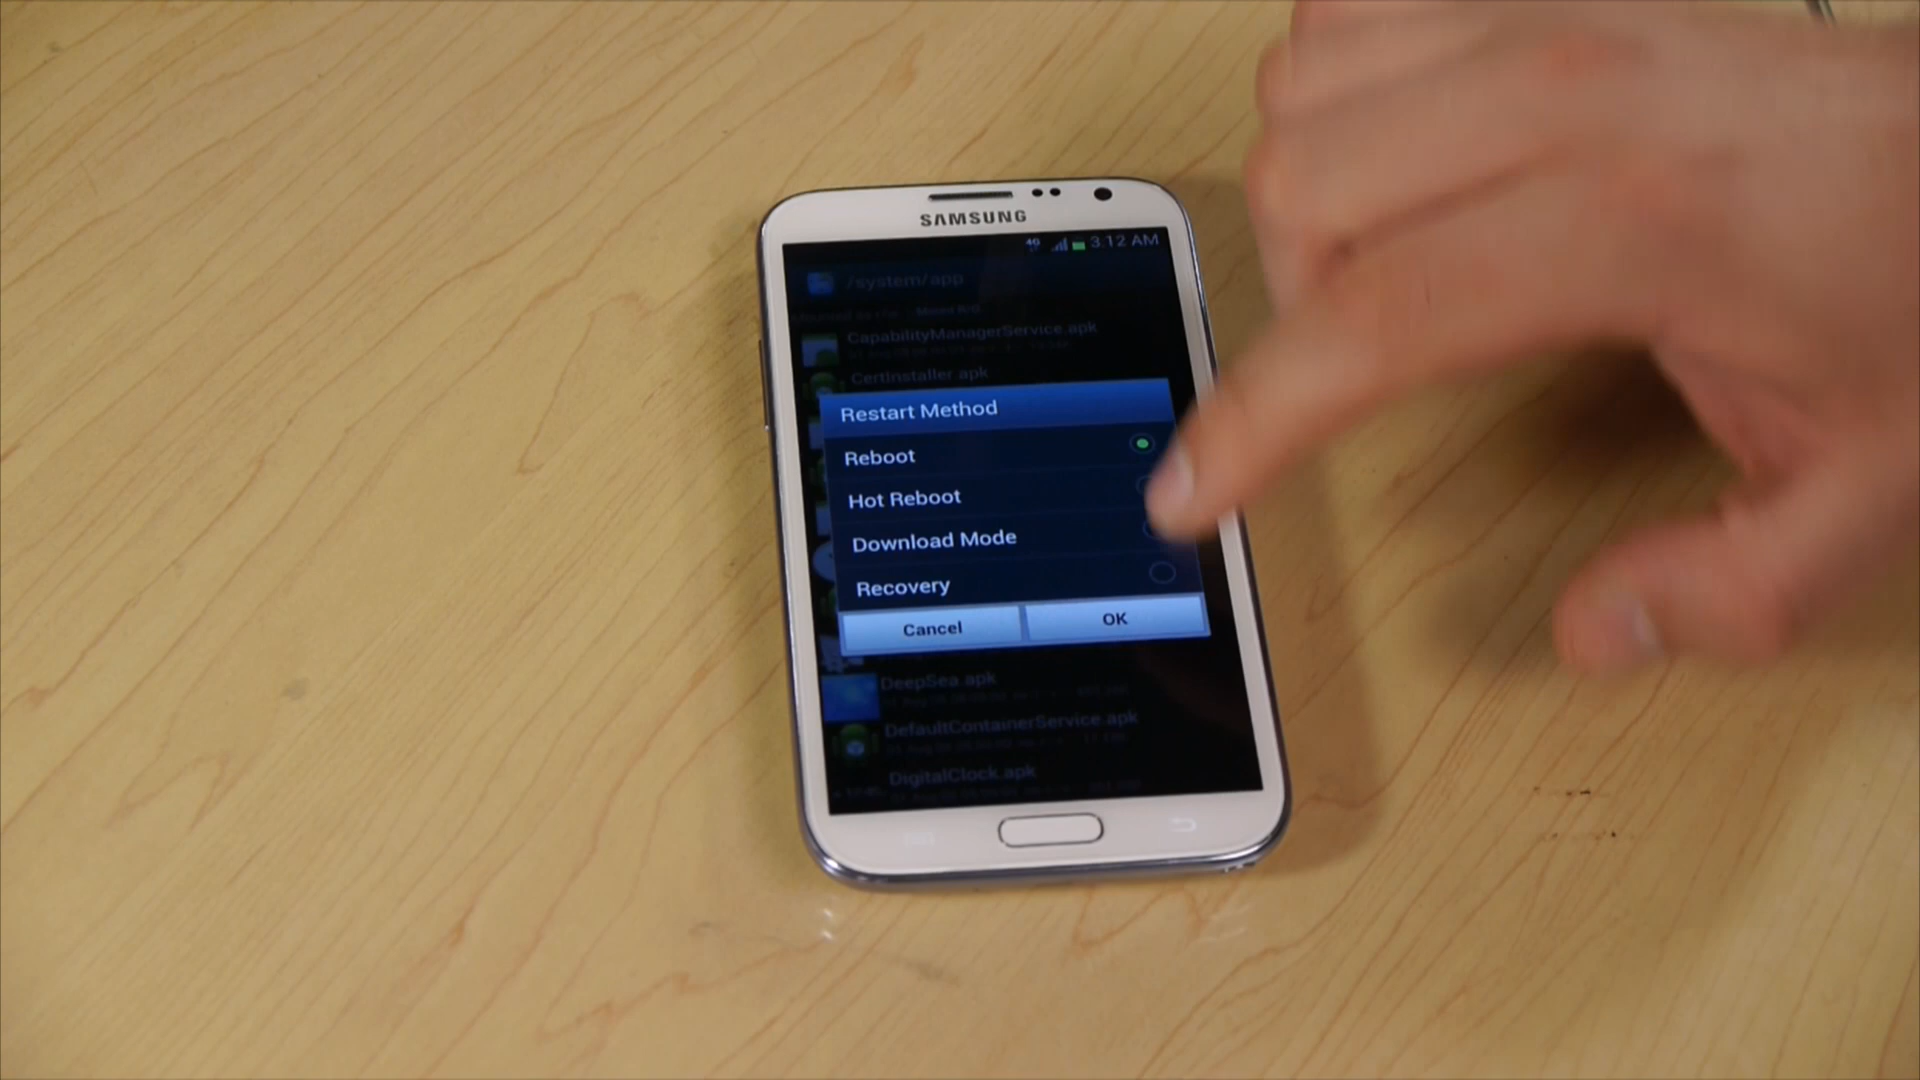 SAMSUNG
4G 3:12 AM
/system/app
CapabilityManagerService.apk
CertInstaller.apk
Restart Method
Reboot
Hot Reboot
Download Mode
Recovery
Cancel OK
DeepSea.apk
DefaultContainerService.apk
DigitalClock.apk